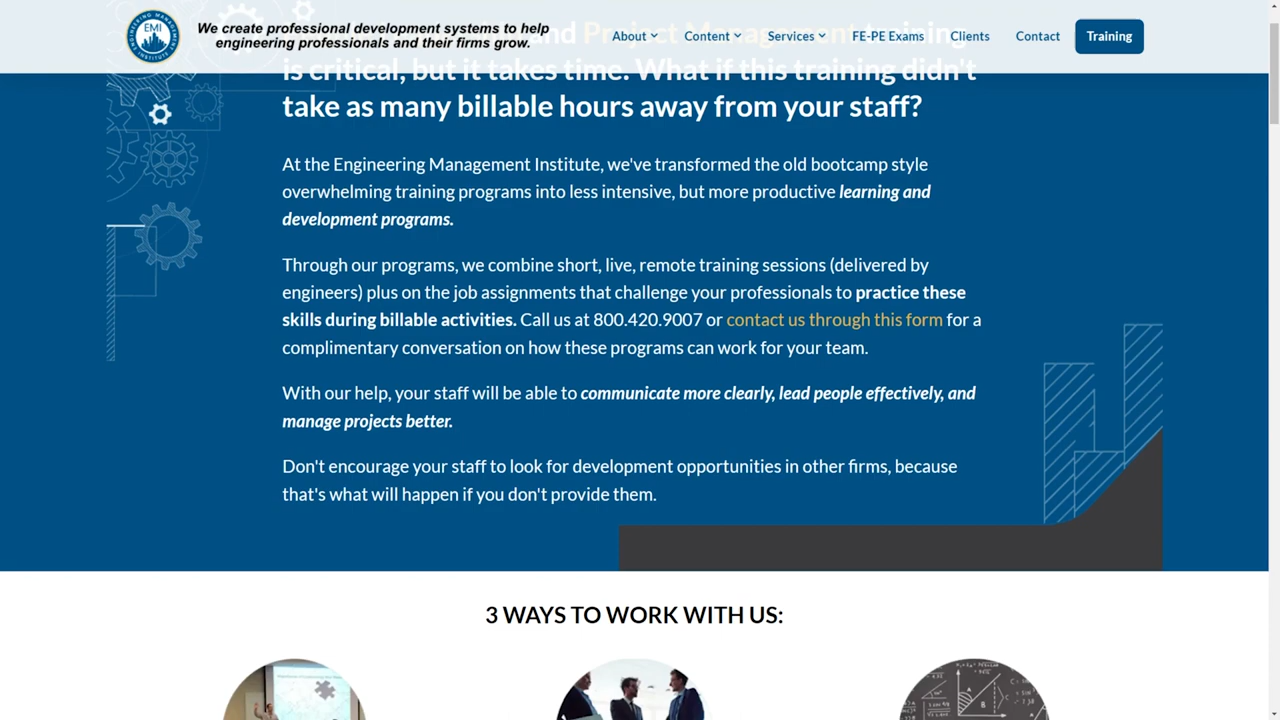 We create professional development systems to help
engineering professionals and their firms grow.
EMI
ENGINEERING MANAGEMENT INSTITUTE
About
Content
Services
FE-PE Exams
Clients
Contact
Training
and Project Management training
is critical, but it takes time. What if this training didn't
take as many billable hours away from your staff?
At the Engineering Management Institute, we've transformed the old bootcamp style
overwhelming training programs into less intensive, but more productive learning and
development programs.
Through our programs, we combine short, live, remote training sessions (delivered by
engineers) plus on the job assignments that challenge your professionals to practice these
skills during billable activities. Call us at 800.420.9007 or contact us through this form for a
complimentary conversation on how these programs can work for your team.
With our help, your staff will be able to communicate more clearly, lead people effectively, and
manage projects better.
Don't encourage your staff to look for development opportunities in other firms, because
that's what will happen if you don't provide them.
3 WAYS TO WORK WITH US: